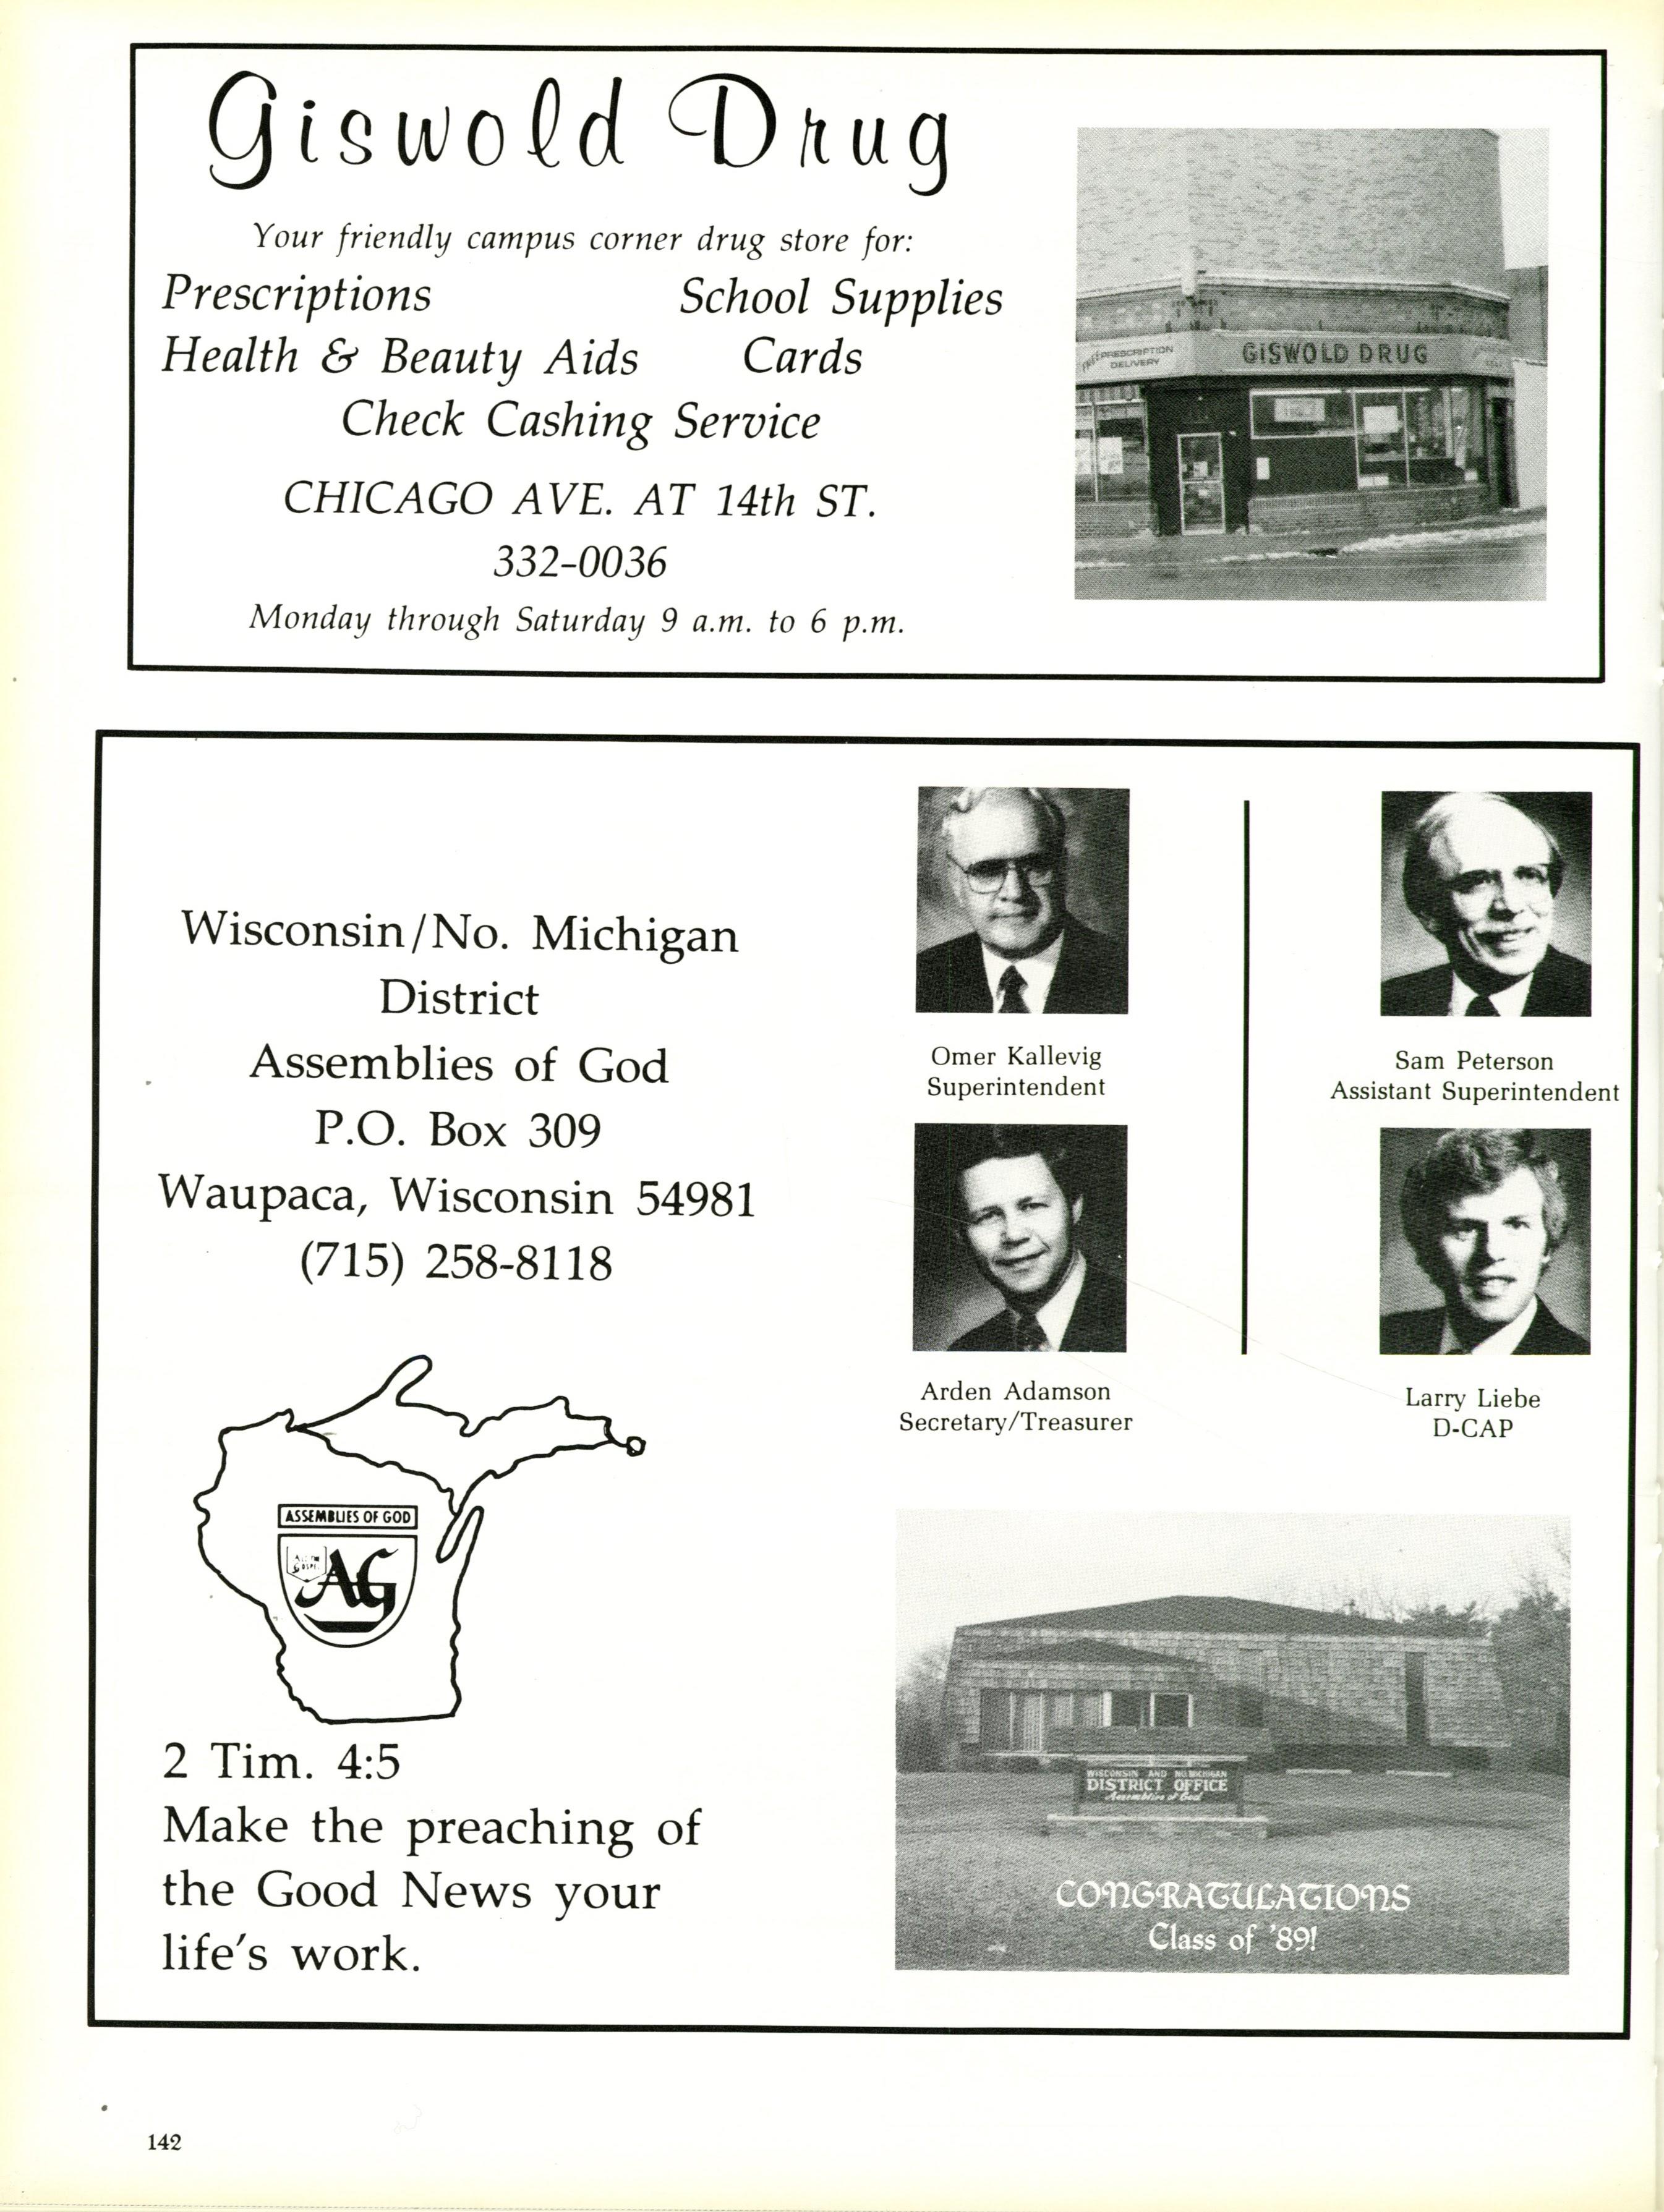 Giswold Drug
Your friendly campus corner drug store for:
Prescriptions School Supplies
Health & Beauty Aids Cards
Check Cashing Service
CHICAGO AVE. AT 14th ST.
332-0036
Monday through Saturday 9 a.m. to 6 p.m.
FREE PRESCRIPTION
DELIVERY
GISWOLD DRUG
Wisconsin/No. Michigan
District
Assemblies of God
P.O. Box 309
Waupaca, Wisconsin 54981
(715) 258-8118
Omer Kallevig
Superintendent
Sam Peterson
Assistant Superintendent
Arden Adamson
Secretary/Treasurer
Larry Liebe
D-CAP
ASSEMBLIES OF GOD
ALL THE
GOSPEL
AG
2 Tim. 4:5
Make the preaching of
the Good News your
life's work.
WISCONSIN AND NO. MICHIGAN
DISTRICT OFFICE
Assemblies of God
CONGRATULATIONS
Class of '89!
142